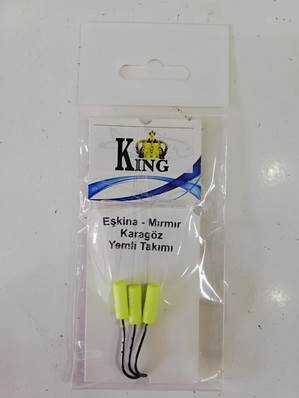 KING
Eşkina - Mırmır
Karagöz
Yemli Takımı